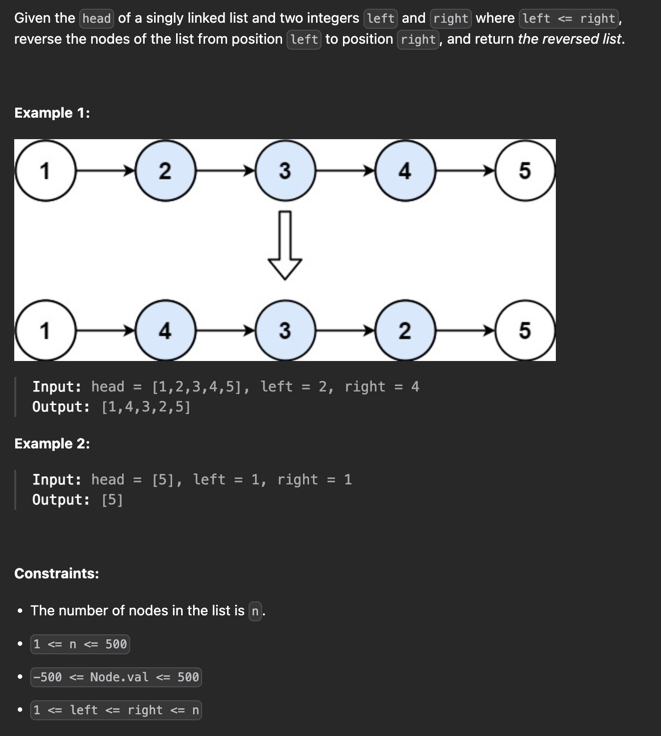 Given the head of a singly linked list and two integers left and right where left <= right,
reverse the nodes of the list from position left to position right, and return the reversed list.
Example 1:
1 2 3 4 5
1 4 3 2 5
Input: head = [1,2,3,4,5], left = 2, right = 4
Output: [1,4,3,2,5]
Example 2:
Input: head = [5], left = 1, right = 1
Output: [5]
Constraints:
• The number of nodes in the list is n.
• 1 <= n <= 500
• -500 <= Node.val <= 500
• 1 <= left <= right <= n